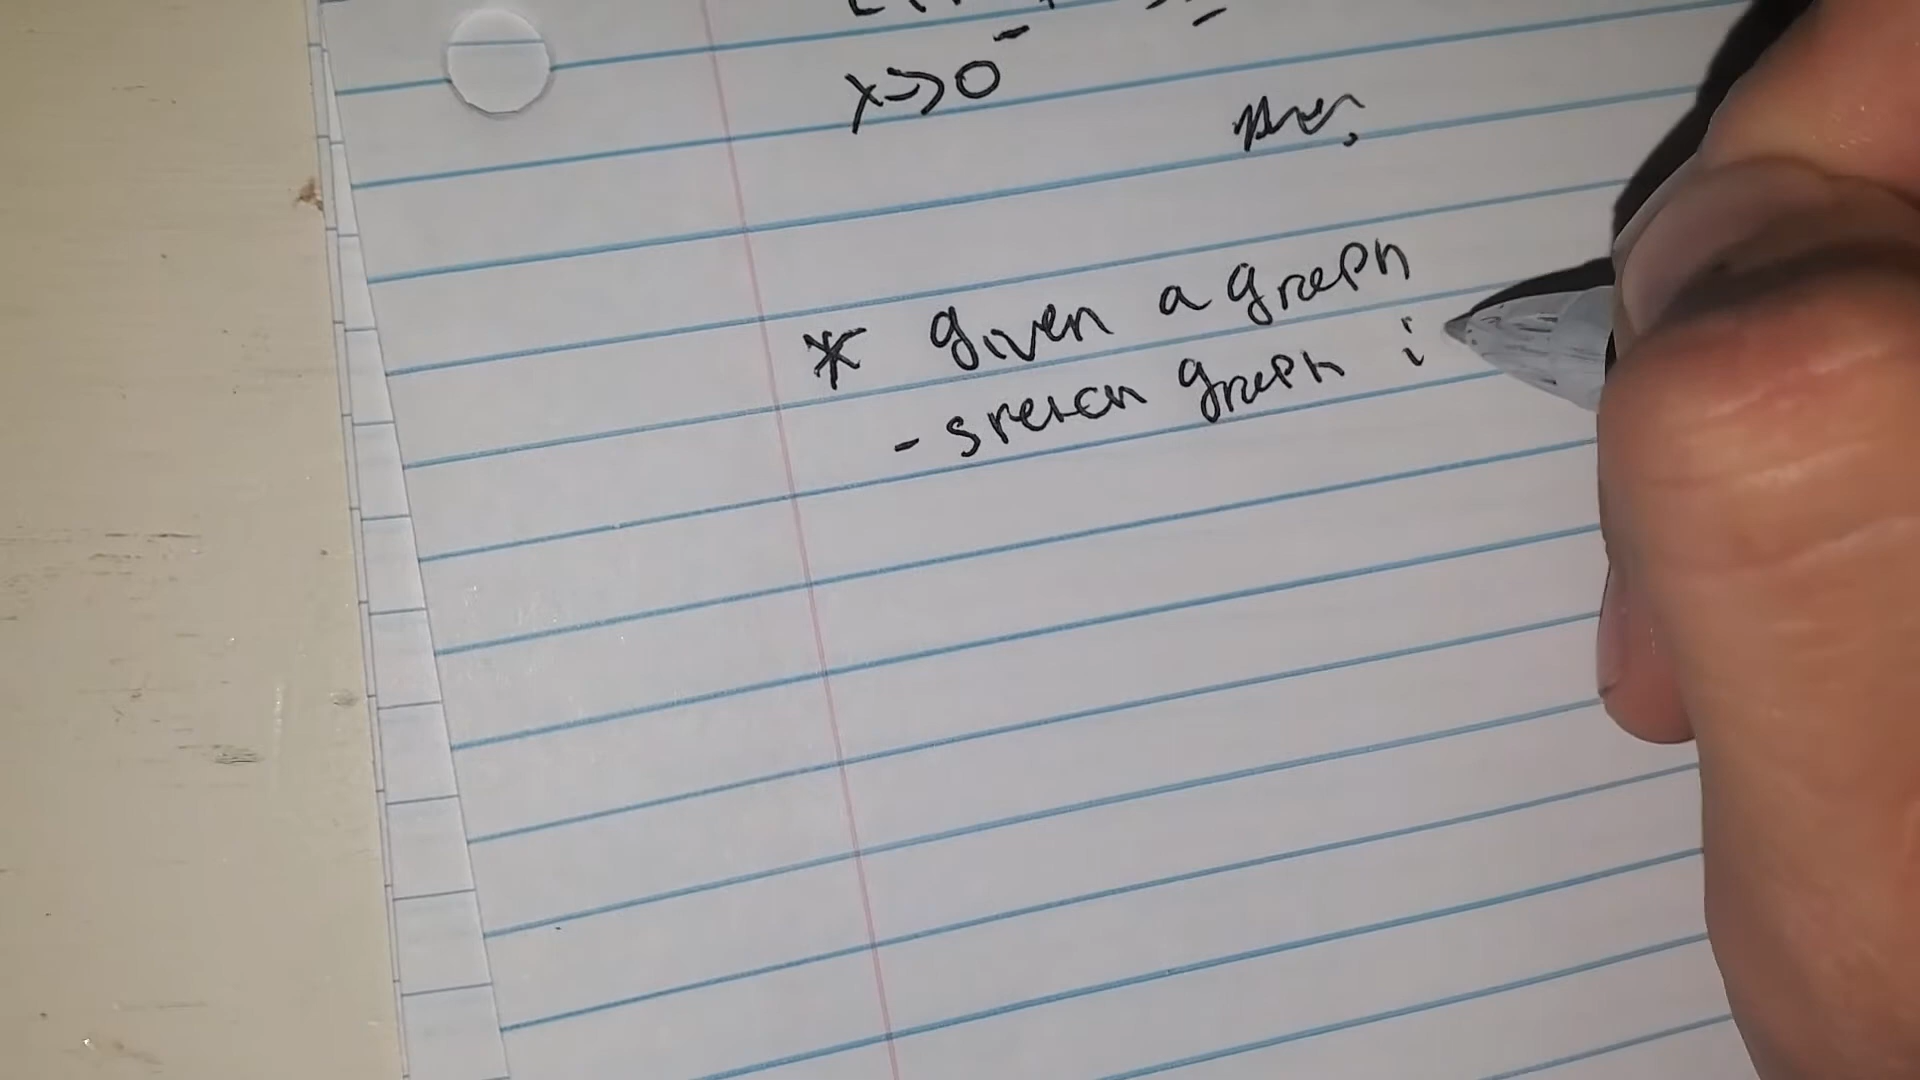 x->0⁻
* given a graph
- sketch graph i